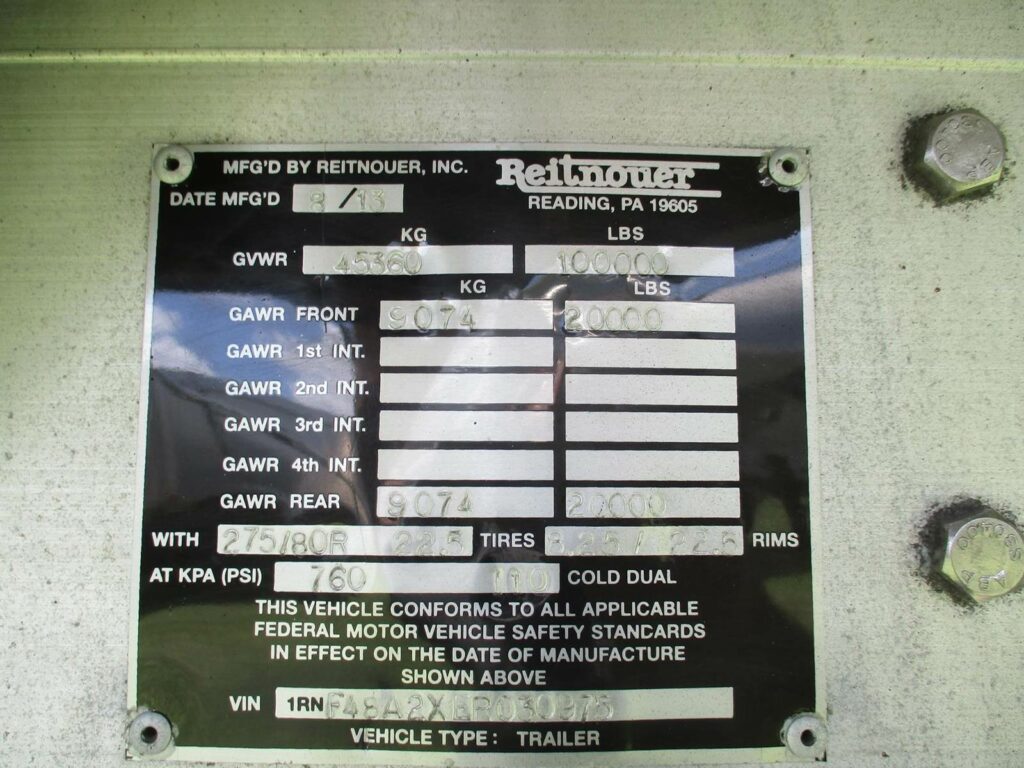 MFG'D BY REITNOUER, INC. Reitnouer
DATE MFG'D 8/13 READING, PA 19605
KG LBS
GVWR 45360 100000
KG LBS
GAWR FRONT 9074 20000
GAWR 1st INT.
GAWR 2nd INT.
GAWR 3rd INT.
GAWR 4th INT.
GAWR REAR 9074 20000
WITH 275/80R 22.5 TIRES 8.25 / 22.5 RIMS
AT KPA (PSI) 760 110 COLD DUAL
THIS VEHICLE CONFORMS TO ALL APPLICABLE
FEDERAL MOTOR VEHICLE SAFETY STANDARDS
IN EFFECT ON THE DATE OF MANUFACTURE
SHOWN ABOVE
VIN 1RN
VEHICLE TYPE: TRAILER